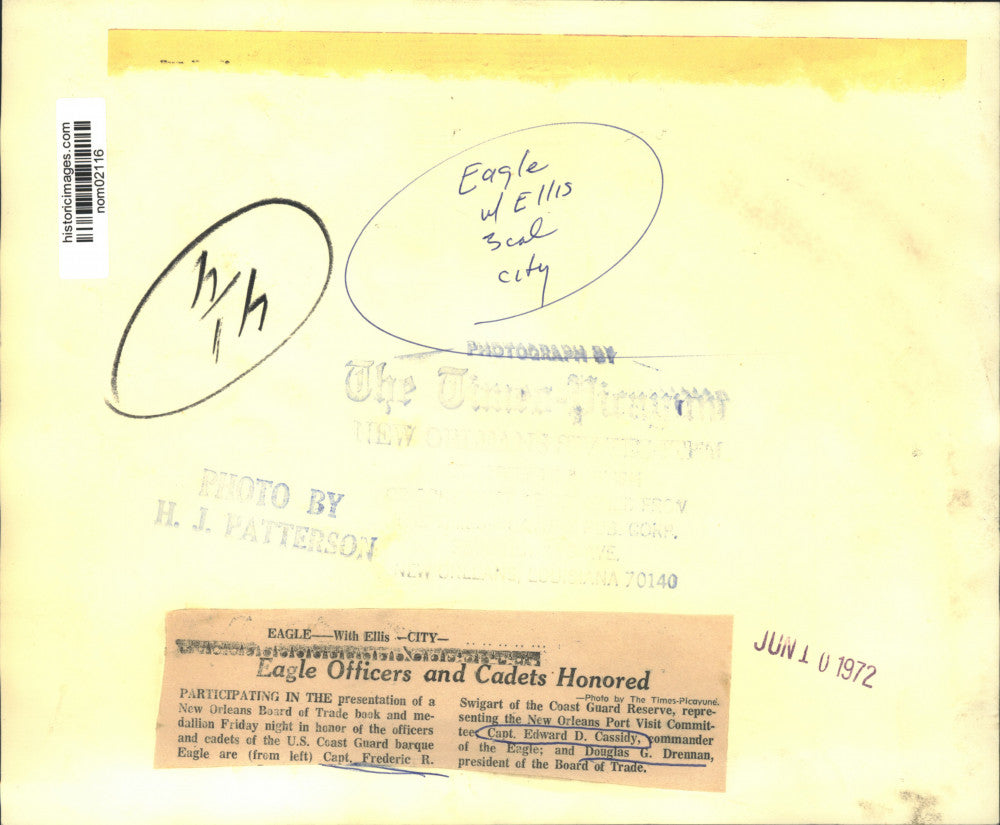 historicimages.com
nom02116
Eagle
w/ Ellis
3 col
city
PHOTOGRAPH BY
The Times-Picayune
NEW ORLEANS
CORP.
AVE.
NEW ORLEANS, LOUISIANA 70140
PHOTO BY
H. J. PATTERSON
JUN 10 1972
EAGLE—With Ellis—CITY—
Eagle Officers and Cadets Honored
—Photo by The Times-Picayune.
PARTICIPATING IN THE presentation of a
New Orleans Board of Trade book and me-
dallion Friday night in honor of the officers
and cadets of the U.S. Coast Guard barque
Eagle are (from left) Capt. Frederic R.
Swigart of the Coast Guard Reserve, repre-
senting the New Orleans Port Visit Commit-
tee; Capt. Edward D. Cassidy, commander
of the Eagle; and Douglas G. Drennan,
president of the Board of Trade.